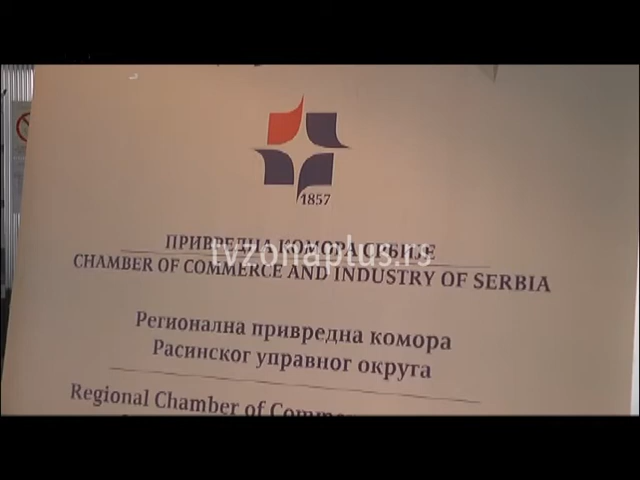 1857
ПРИВРЕДНА КОМОРА СРБИЈЕ
tvzonaplus.rs
CHAMBER OF COMMERCE AND INDUSTRY OF SERBIA
Регионална привредна комора
Расинског управног округа
Regional Chamber of